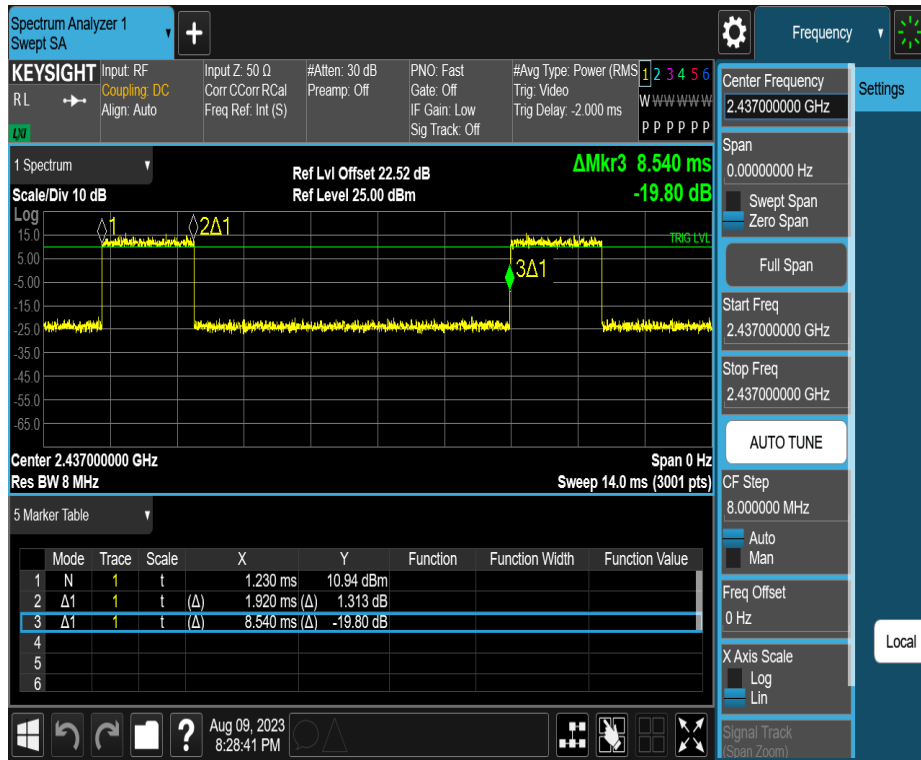 Spectrum Analyzer 1
Swept SA
Frequency
KEYSIGHT
RL
LXI
Input: RF
Coupling: DC
Align: Auto
Input Z: 50 Ω
Corr CCorr RCal
Freq Ref: Int (S)
#Atten: 30 dB
Preamp: Off
PNO: Fast
Gate: Off
IF Gain: Low
Sig Track: Off
#Avg Type: Power (RMS
Trig: Video
Trig Delay: -2.000 ms
1 2 3 4 5 6
W W W W W W
P P P P P P
Center Frequency
2.437000000 GHz
Settings
Span
0.00000000 Hz
Swept Span
Zero Span
Full Span
Start Freq
2.437000000 GHz
Stop Freq
2.437000000 GHz
AUTO TUNE
CF Step
8.000000 MHz
Auto
Man
Freq Offset
0 Hz
Local
X Axis Scale
Log
Lin
Signal Track
(Span Zoom)
1 Spectrum
Scale/Div 10 dB
Ref Lvl Offset 22.52 dB
Ref Level 25.00 dBm
ΔMkr3 8.540 ms
-19.80 dB
Log
15.0
5.00
-5.00
-15.0
-25.0
-35.0
-45.0
-55.0
-65.0
1
2Δ1
3Δ1
TRIG LVL
Center 2.437000000 GHz
Res BW 8 MHz
Span 0 Hz
Sweep 14.0 ms (3001 pts)
5 Marker Table
Mode Trace Scale X Y Function Function Width Function Value
1 N 1 t 1.230 ms 10.94 dBm
2 Δ1 1 t (Δ) 1.920 ms (Δ) 1.313 dB
3 Δ1 1 t (Δ) 8.540 ms (Δ) -19.80 dB
4
5
6
?
Aug 09, 2023
8:28:41 PM